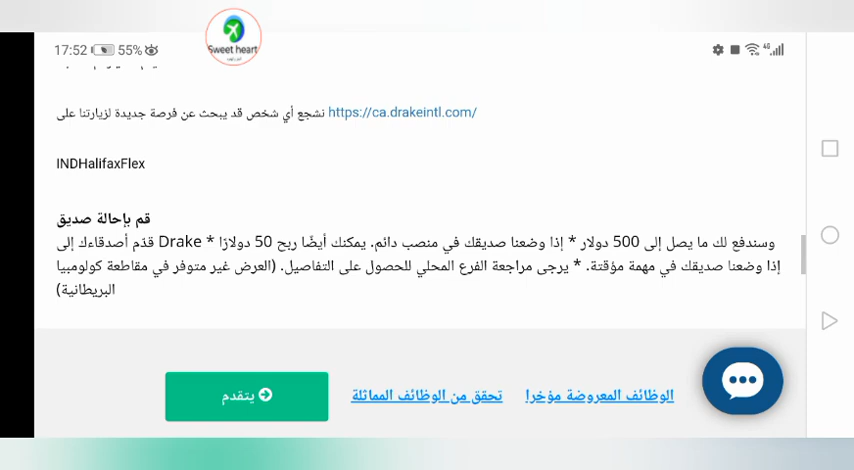 17:52 55% 4G
Sweet heart
نشجع أي شخص قد يبحث عن فرصة جديدة لزيارتنا على https://ca.drakeintl.com/
INDHalifaxFlex
قم بإحالة صديق
وسندفع لك ما يصل إلى 500 دولار * إذا وضعنا صديقك في منصب دائم. يمكنك أيضًا ربح 50 دولارًا * Drake قدّم أصدقاءك إلى
إذا وضعنا صديقك في مهمة مؤقتة. * يرجى مراجعة الفرع المحلي للحصول على التفاصيل. (العرض غير متوفر في مقاطعة كولومبيا
البريطانية)
الوظائف المعروضة مؤخرا تحقق من الوظائف المماثلة يتقدم